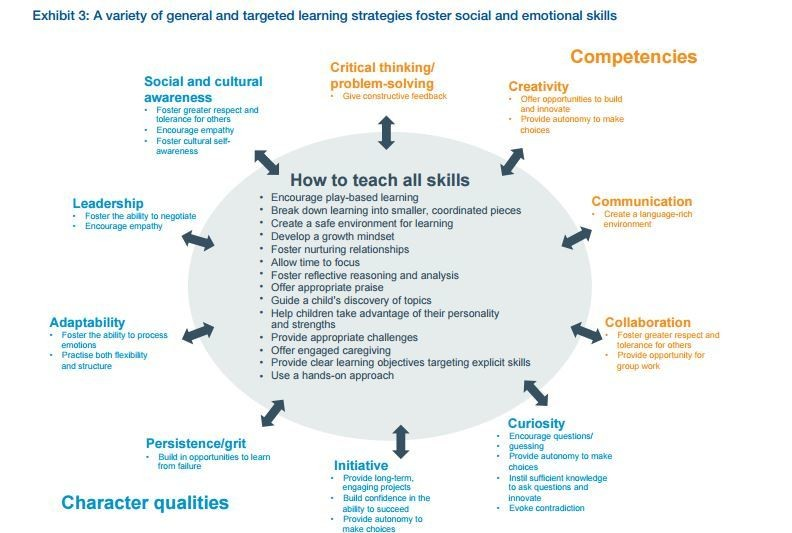 Exhibit 3: A variety of general and targeted learning strategies foster social and emotional skills
Competencies
Critical thinking/
problem-solving
• Give constructive feedback
Creativity
• Offer opportunities to build
and innovate
• Provide autonomy to make
choices
Social and cultural
awareness
• Foster greater respect and
tolerance for others
• Encourage empathy
• Foster cultural self-
awareness
How to teach all skills
• Encourage play-based learning
• Break down learning into smaller, coordinated pieces
• Create a safe environment for learning
• Develop a growth mindset
• Foster nurturing relationships
• Allow time to focus
• Foster reflective reasoning and analysis
• Offer appropriate praise
• Guide a child's discovery of topics
• Help children take advantage of their personality
and strengths
• Provide appropriate challenges
• Offer engaged caregiving
• Provide clear learning objectives targeting explicit skills
• Use a hands-on approach
Leadership
• Foster the ability to negotiate
• Encourage empathy
Communication
• Create a language-rich
environment
Adaptability
• Foster the ability to process
emotions
• Practise both flexibility
and structure
Collaboration
• Foster greater respect and
tolerance for others
• Provide opportunity for
group work
Persistence/grit
• Build in opportunities to learn
from failure
Initiative
• Provide long-term,
engaging projects
• Build confidence in the
ability to succeed
• Provide autonomy to
make choices
Curiosity
• Encourage questions/
• guessing
• Provide autonomy to make
choices
• Instil sufficient knowledge
to ask questions and
innovate
• Evoke contradiction
Character qualities